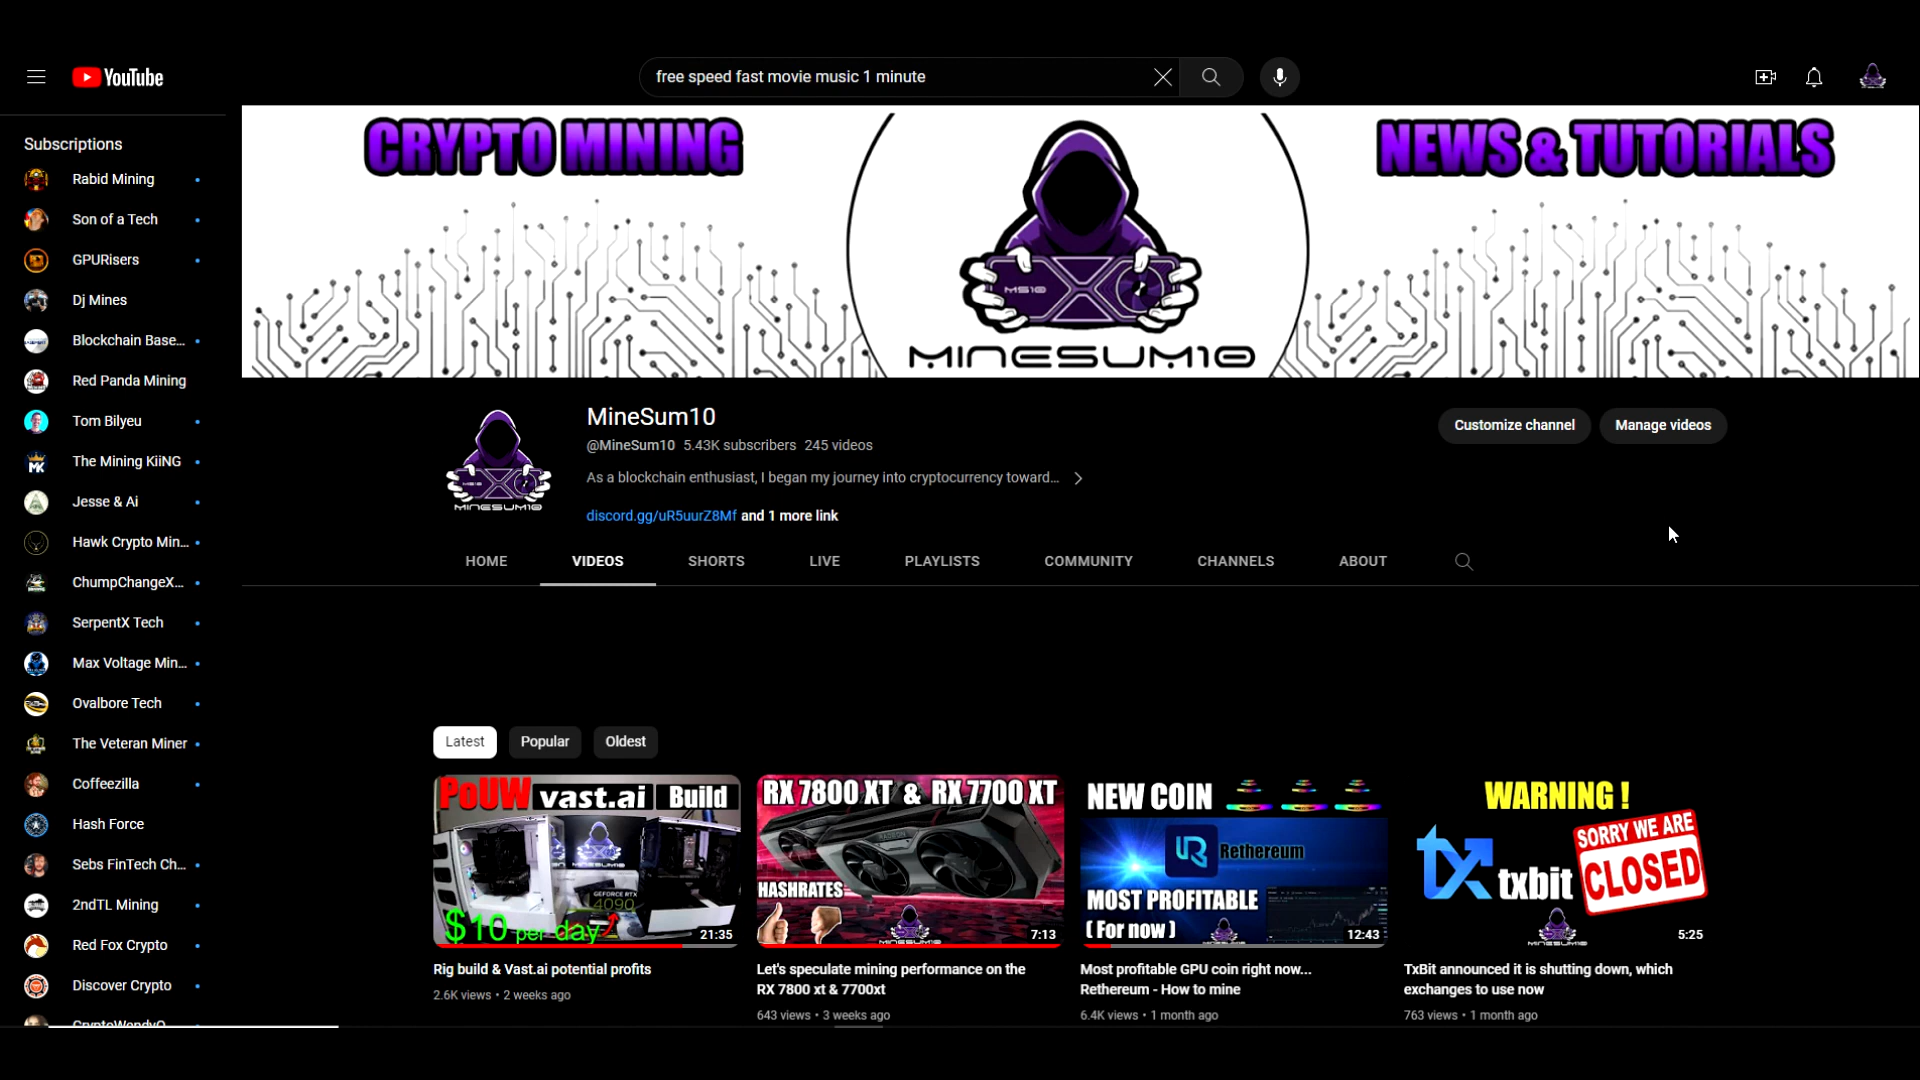 YouTube
free speed fast movie music 1 minute
Subscriptions
Rabid Mining
Son of a Tech
GPURisers
Dj Mines
Blockchain Base...
Red Panda Mining
Tom Bilyeu
The Mining KiiNG
Jesse & Ai
Hawk Crypto Min...
ChumpChangeX...
SerpentX Tech
Max Voltage Min...
Ovalbore Tech
The Veteran Miner
Coffeezilla
Hash Force
Sebs FinTech Ch...
2ndTL Mining
Red Fox Crypto
Discover Crypto
CryptoWendyO
CRYPTO MINING
MS10
MINESUM10
NEWS & TUTORIALS
MINESUM10
MineSum10
@MineSum10 5.43K subscribers 245 videos
As a blockchain enthusiast, I began my journey into cryptocurrency toward...
discord.gg/uR5uurZ8Mf and 1 more link
Customize channel
Manage videos
HOME
VIDEOS
SHORTS
LIVE
PLAYLISTS
COMMUNITY
CHANNELS
ABOUT
Latest
Popular
Oldest
PoUW vast.ai Build
GEFORCE RTX
4090
$10 per day
21:35
Rig build & Vast.ai potential profits
2.6K views • 2 weeks ago
RX 7800 XT & RX 7700 XT
RADEON
HASHRATES
MINESUM10
7:13
Let's speculate mining performance on the
RX 7800 xt & 7700xt
643 views • 3 weeks ago
NEW COIN
Rethereum
MOST PROFITABLE
( For now )
12:43
Most profitable GPU coin right now...
Rethereum - How to mine
6.4K views • 1 month ago
WARNING !
txbit
SORRY WE ARE
CLOSED
MINESUM10
5:25
TxBit announced it is shutting down, which
exchanges to use now
763 views • 1 month ago